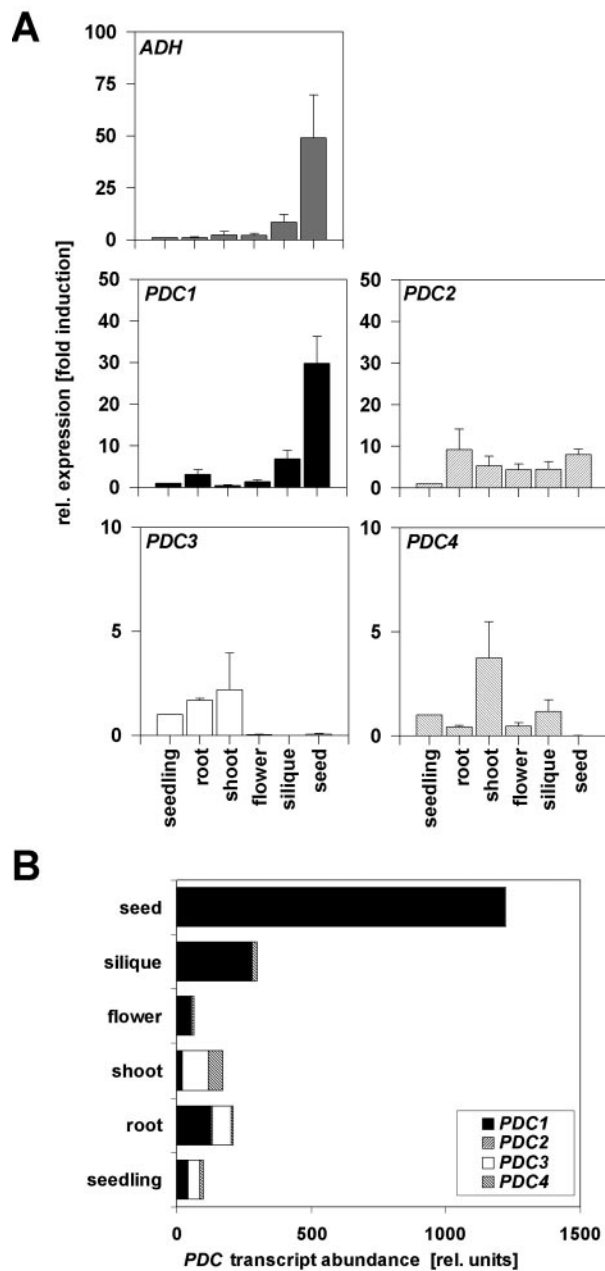 A
ADH
100
75
50
25
0
rel. expression [fold induction]
PDC1
50
40
30
20
10
0
PDC2
50
40
30
20
10
0
PDC3
10
5
0
seedling
root
shoot
flower
silique
seed
PDC4
10
5
0
seedling
root
shoot
flower
silique
seed
B
seed
silique
flower
shoot
root
seedling
PDC1
PDC2
PDC3
PDC4
0 500 1000 1500
PDC transcript abundance [rel. units]